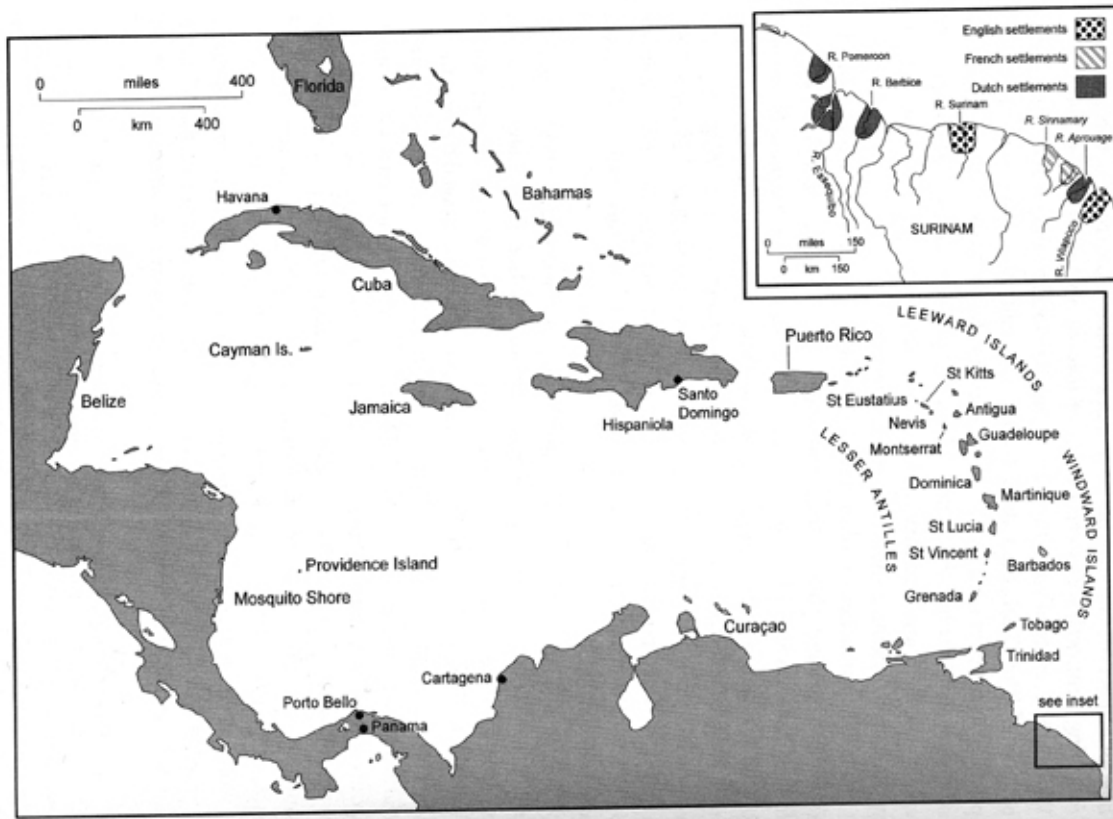 0 miles 400
0 km 400
Florida
Bahamas
Havana
Cuba
Cayman Is.
Jamaica
Belize
Hispaniola
Santo
Domingo
Puerto Rico
LEEWARD ISLANDS
St Kitts
St Eustatius
Nevis
Antigua
Montserrat
Guadeloupe
LESSER ANTILLES
Dominica
Martinique
WINDWARD ISLANDS
St Lucia
St Vincent
Barbados
Grenada
Tobago
Trinidad
Providence Island
Mosquito Shore
Curaçao
Cartagena
Porto Bello
Panama
see inset
English settlements
French settlements
Dutch settlements
R. Pomeroon
R. Berbice
R. Surinam
R. Sinnamary
R. Aprouage
R. Essequibo
SURINAM
R. Wiapoco
0 miles 150
0 km 150